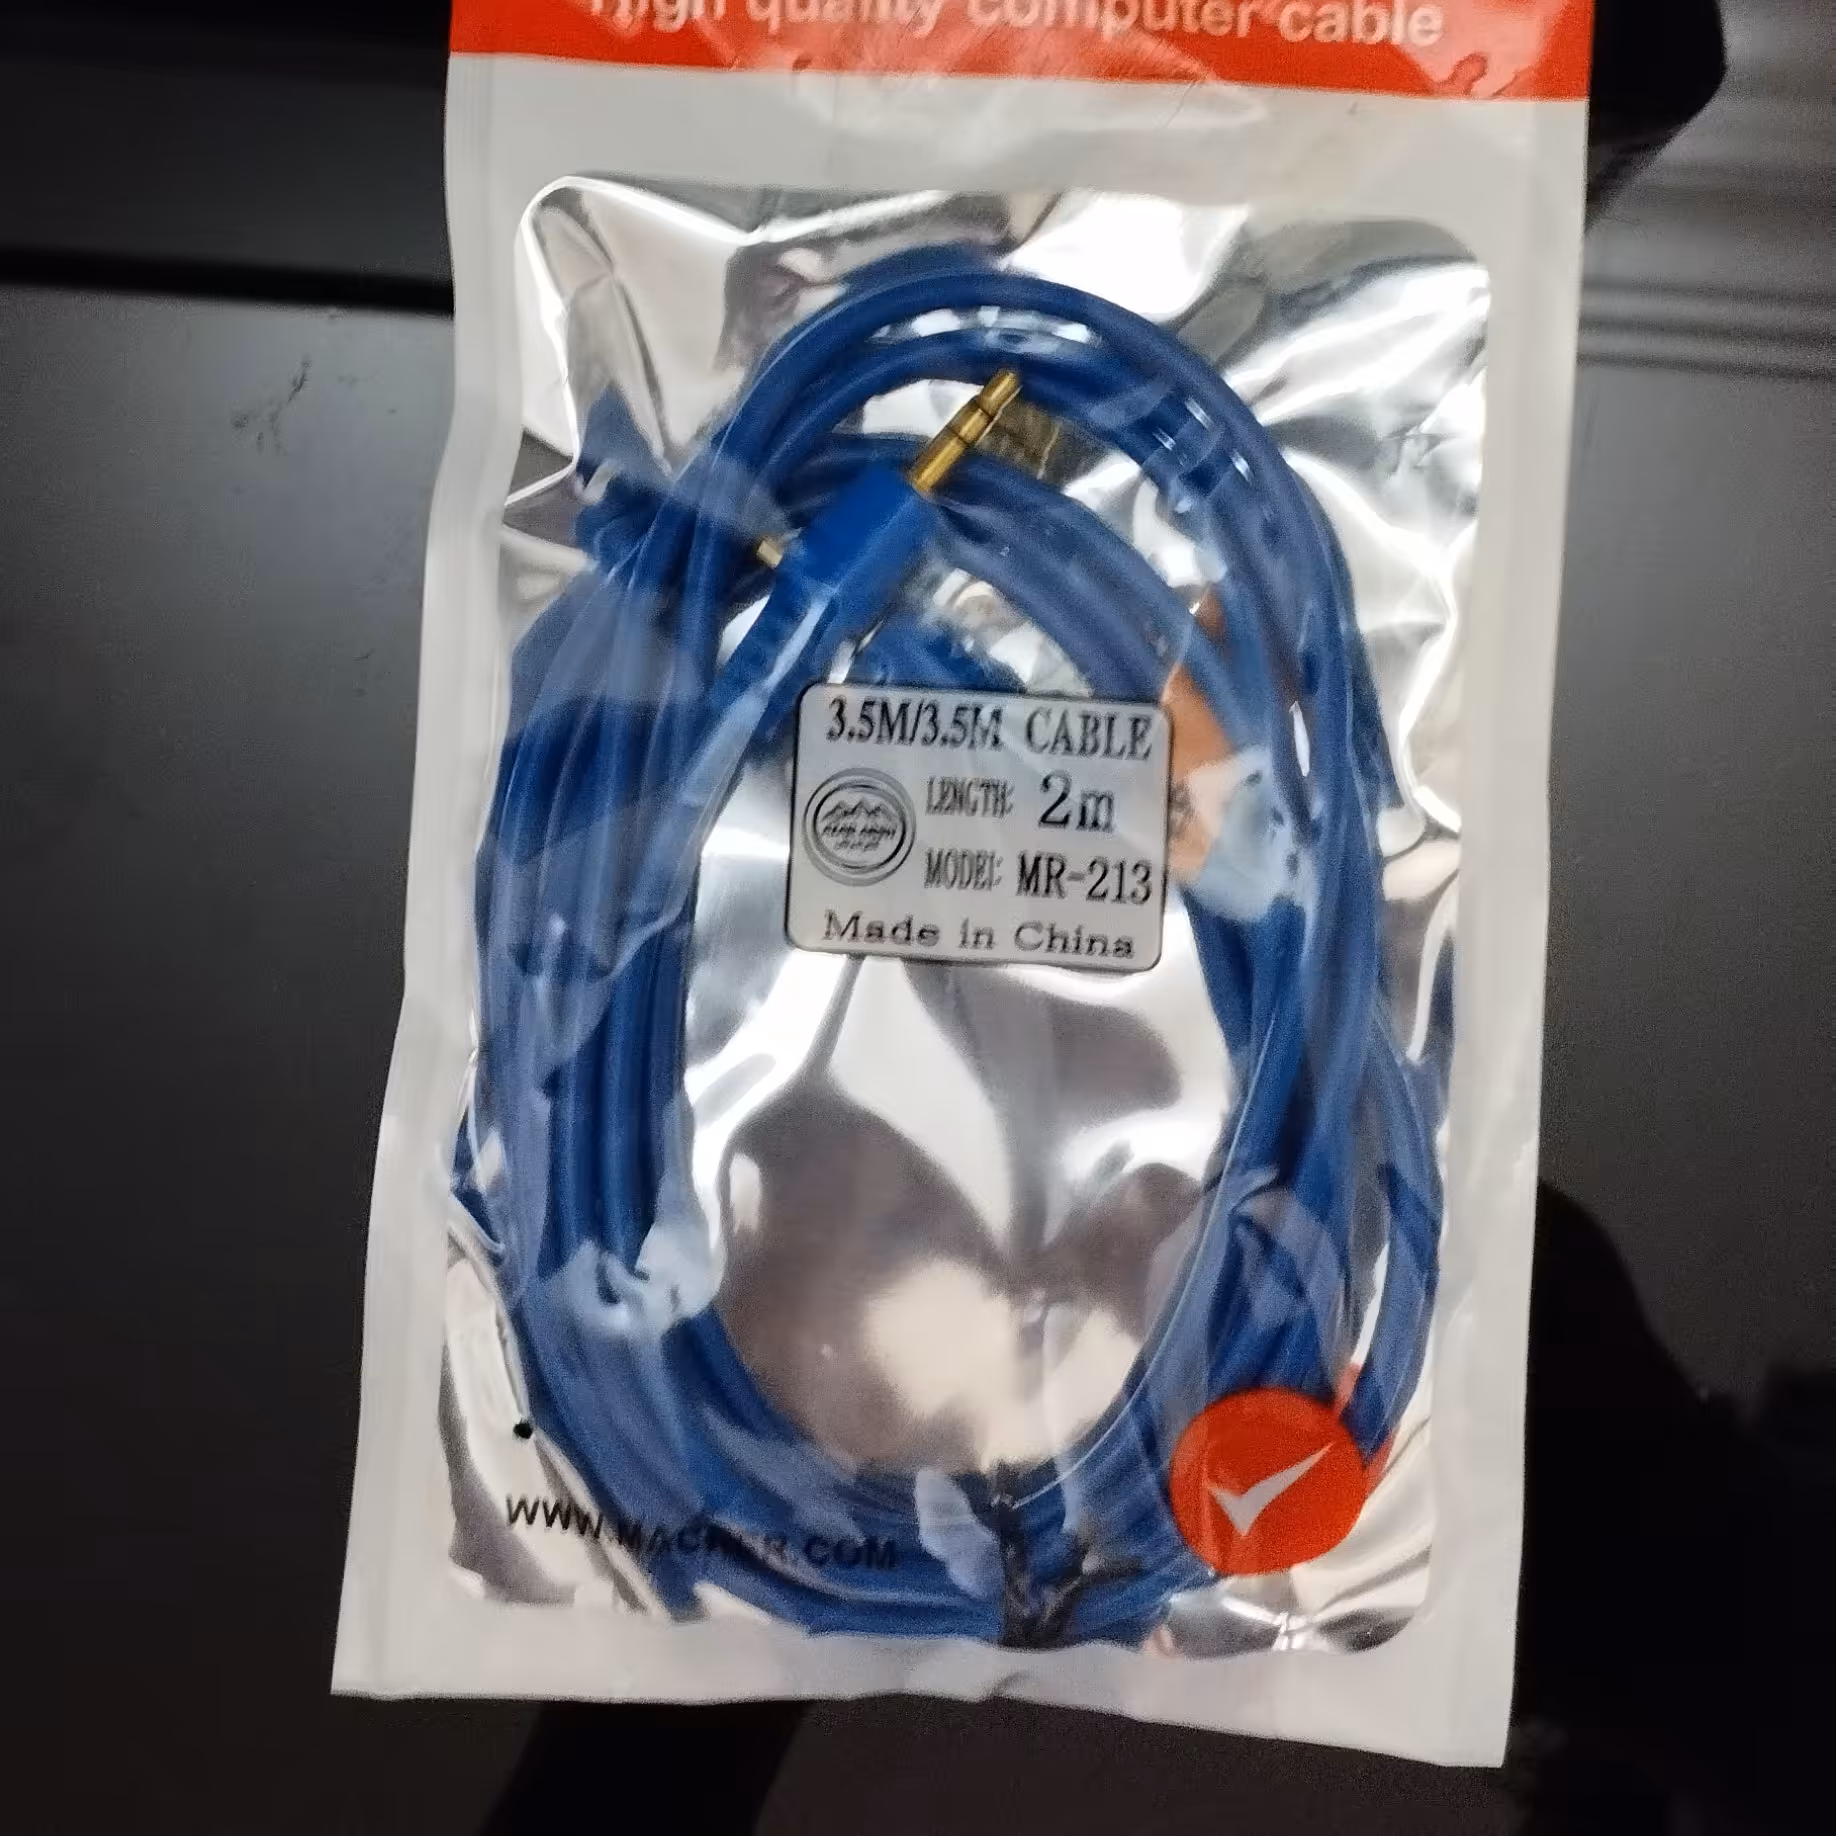 High quality computer cable
3.5M/3.5M CABLE
LENGTH: 2m
MODEL: MR-213
Made in China